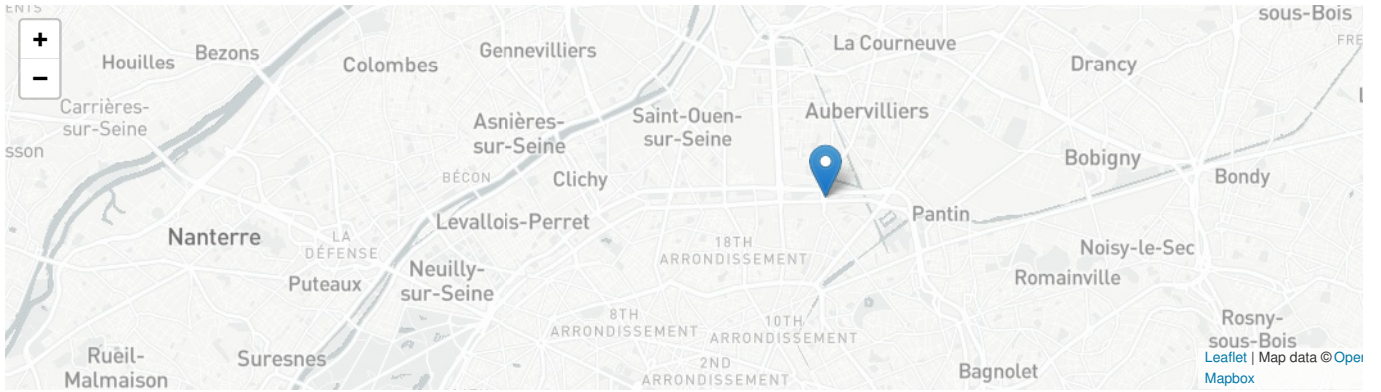 ENTS
sous-Bois
+
−
Houilles
Bezons
Colombes
Gennevilliers
La Courneuve
FRE
Drancy
Carrières-
sur-Seine
sson
Asnières-
sur-Seine
Saint-Ouen-
sur-Seine
Aubervilliers
L
BÉCON
Clichy
Bobigny
Bondy
Levallois-Perret
Pantin
Nanterre
LA
DÉFENSE
18TH
ARRONDISSEMENT
Noisy-le-Sec
Puteaux
Neuilly-
sur-Seine
Romainville
8TH
ARRONDISSEMENT
10TH
ARRONDISSEMENT
Rosny-
sous-Bois
Rueil-
Malmaison
Suresnes
2ND
ARRONDISSEMENT
Bagnolet
Leaflet | Map data © Oper
Mapbox